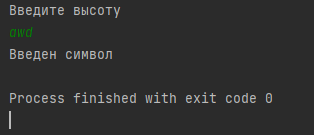 Введите высоту
awd
Введен символ
Process finished with exit code 0